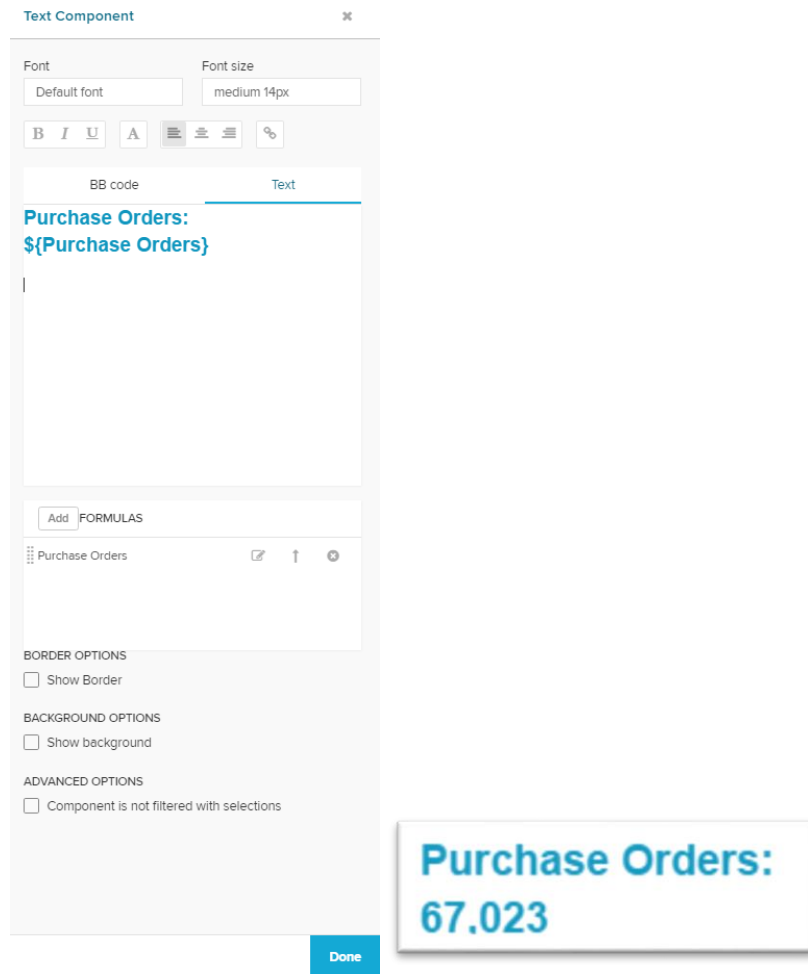 Text Component
Font Font size
Default font medium 14px
B I U A
BB code Text
Purchase Orders:
${Purchase Orders}
Add FORMULAS
Purchase Orders
BORDER OPTIONS
Show Border
BACKGROUND OPTIONS
Show background
ADVANCED OPTIONS
Component is not filtered with selections
Done
Purchase Orders:
67,023